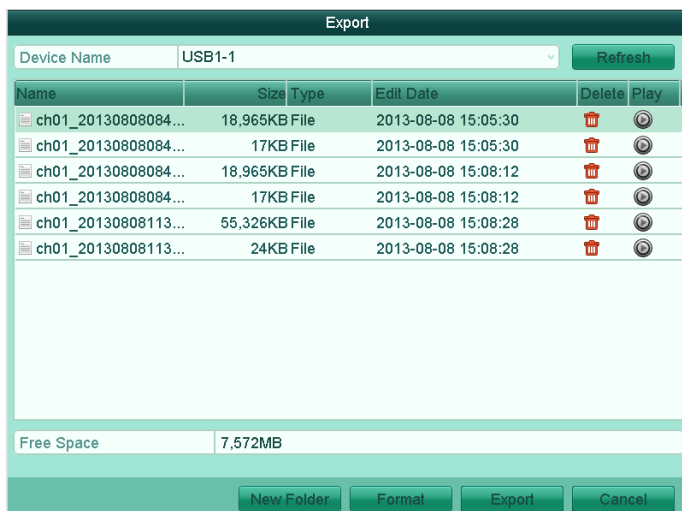 Export
Device Name USB1-1 Refresh
Name Size Type Edit Date Delete Play
ch01_20130808084... 18,965KB File 2013-08-08 15:05:30
ch01_20130808084... 17KB File 2013-08-08 15:05:30
ch01_20130808084... 18,965KB File 2013-08-08 15:08:12
ch01_20130808084... 17KB File 2013-08-08 15:08:12
ch01_20130808113... 55,326KB File 2013-08-08 15:08:28
ch01_20130808113... 24KB File 2013-08-08 15:08:28
Free Space 7,572MB
New Folder Format Export Cancel